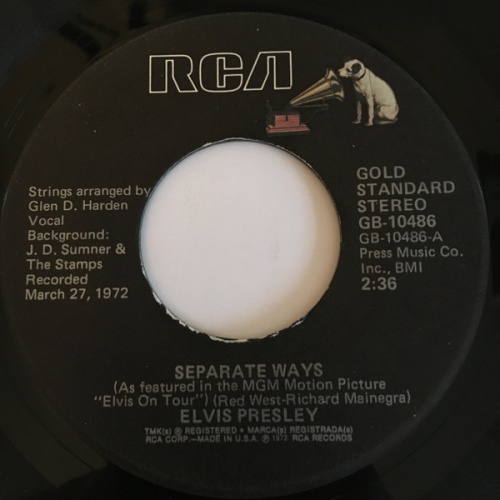 RCA
Strings arranged by
Glen D. Harden
Vocal
Background:
J. D. Sumner &
The Stamps
Recorded
March 27, 1972
GOLD
STANDARD
STEREO
GB-10486
GB-10486-A
Press Music Co.
Inc., BMI
2:36
SEPARATE WAYS
(As featured in the MGM Motion Picture
"Elvis On Tour") (Red West-Richard Mainegra)
ELVIS PRESLEY
TMK(s) ® REGISTERED • MARCA(s) REGISTRADA(s)
RCA CORP.—MADE IN U.S.A. ℗ 1972 RCA RECORDS